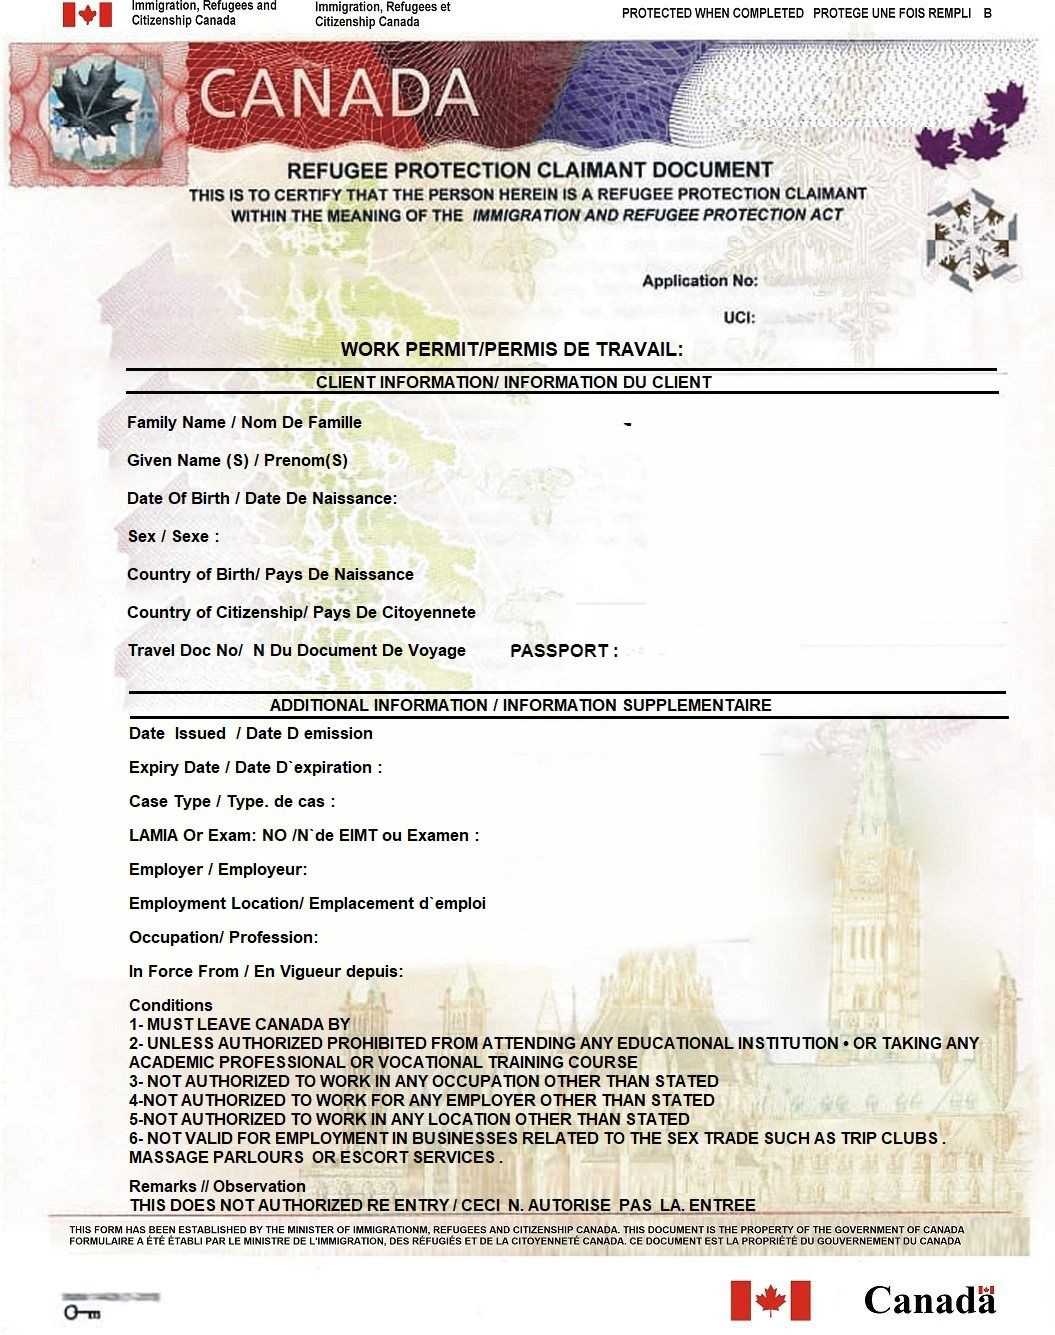 Immigration, Refugees and
Citizenship Canada
Immigration, Refugees et
Citizenship Canada
PROTECTED WHEN COMPLETED PROTEGE UNE FOIS REMPLI B
CANADA
REFUGEE PROTECTION CLAIMANT DOCUMENT
THIS IS TO CERTIFY THAT THE PERSON HEREIN IS A REFUGEE PROTECTION CLAIMANT
WITHIN THE MEANING OF THE IMMIGRATION AND REFUGEE PROTECTION ACT
Application No:
UCI:
WORK PERMIT/PERMIS DE TRAVAIL:
CLIENT INFORMATION/ INFORMATION DU CLIENT
Family Name / Nom De Famille -
Given Name (S) / Prenom(S)
Date Of Birth / Date De Naissance:
Sex / Sexe :
Country of Birth/ Pays De Naissance
Country of Citizenship/ Pays De Citoyennete
Travel Doc No/ N Du Document De Voyage PASSPORT :
ADDITIONAL INFORMATION / INFORMATION SUPPLEMENTAIRE
Date Issued / Date D emission
Expiry Date / Date D`expiration :
Case Type / Type. de cas :
LAMIA Or Exam: NO /N`de EIMT ou Examen :
Employer / Employeur:
Employment Location/ Emplacement d`emploi
Occupation/ Profession:
In Force From / En Vigueur depuis:
Conditions
1- MUST LEAVE CANADA BY
2- UNLESS AUTHORIZED PROHIBITED FROM ATTENDING ANY EDUCATIONAL INSTITUTION • OR TAKING ANY
ACADEMIC PROFESSIONAL OR VOCATIONAL TRAINING COURSE
3- NOT AUTHORIZED TO WORK IN ANY OCCUPATION OTHER THAN STATED
4-NOT AUTHORIZED TO WORK FOR ANY EMPLOYER OTHER THAN STATED
5-NOT AUTHORIZED TO WORK IN ANY LOCATION OTHER THAN STATED
6- NOT VALID FOR EMPLOYMENT IN BUSINESSES RELATED TO THE SEX TRADE SUCH AS TRIP CLUBS .
MASSAGE PARLOURS OR ESCORT SERVICES .
Remarks // Observation
THIS DOES NOT AUTHORIZED RE ENTRY / CECI N. AUTORISE PAS LA. ENTREE
THIS FORM HAS BEEN ESTABLISHED BY THE MINISTER OF IMMIGRATIONM, REFUGEES AND CITIZENSHIP CANADA. THIS DOCUMENT IS THE PROPERTY OF THE GOVERNMENT OF CANADA
FORMULAIRE A ÉTÉ ÉTABLI PAR LE MINISTRE DE L'IMMIGRATION, DES RÉFUGIÉS ET DE LA CITOYENNETÉ CANADA. CE DOCUMENT EST LA PROPRIÉTÉ DU GOUVERNEMENT DU CANADA
Canada